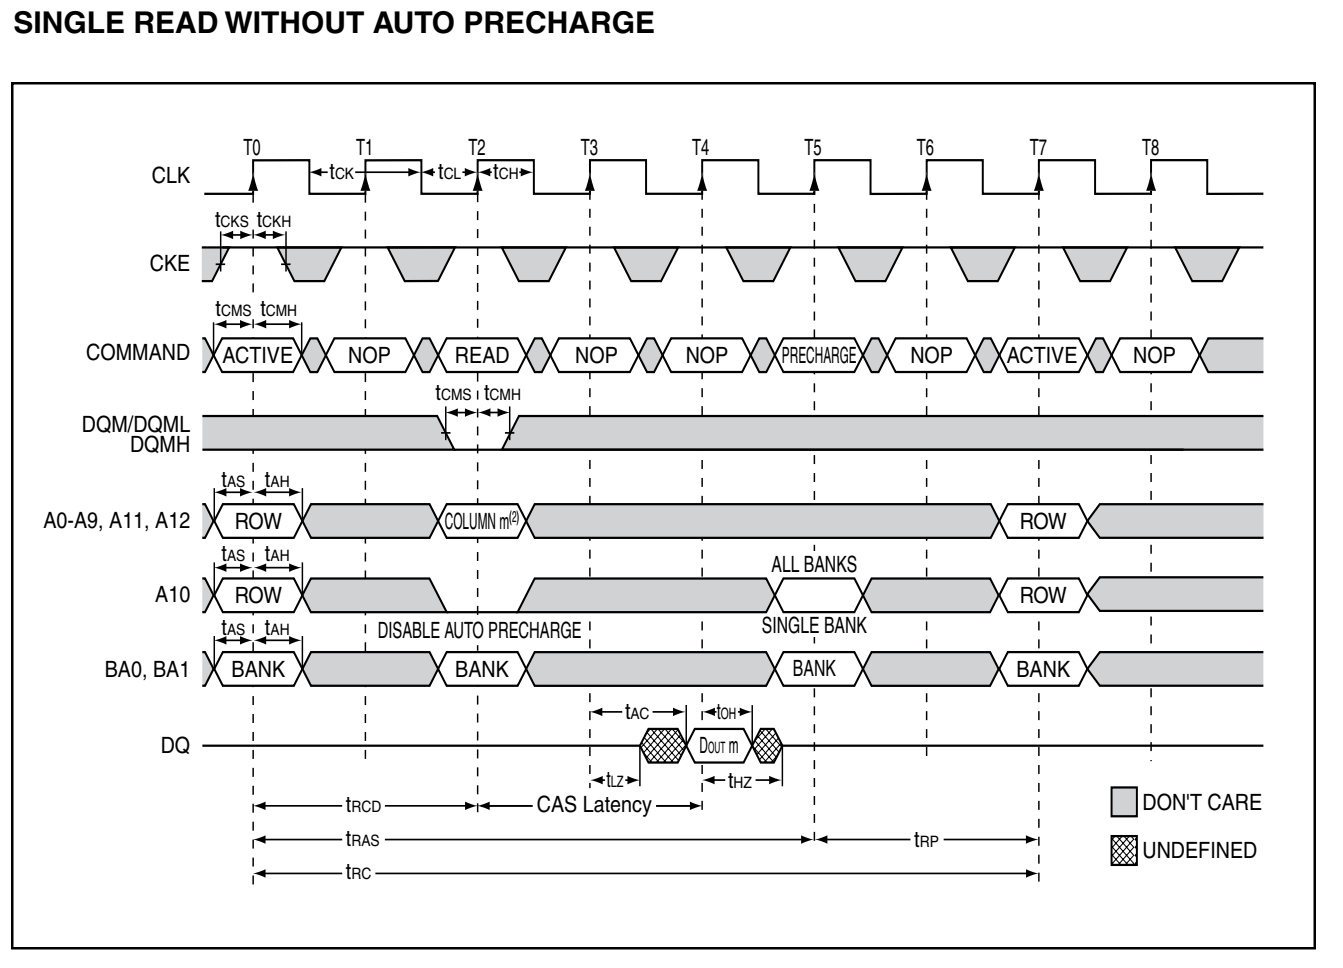 SINGLE READ WITHOUT AUTO PRECHARGE
T0 T1 T2 T3 T4 T5 T6 T7 T8
CLK tCK tCL tCH
tCKS tCKH
CKE
tCMS tCMH
COMMAND ACTIVE NOP READ NOP NOP PRECHARGE NOP ACTIVE NOP
tCMS tCMH
DQM/DQML
DQMH
tAS tAH
A0-A9, A11, A12 ROW COLUMN m(2) ROW
tAS tAH ALL BANKS
A10 ROW ROW
tAS tAH DISABLE AUTO PRECHARGE SINGLE BANK
BA0, BA1 BANK BANK BANK BANK
tAC tOH
DQ DOUT m
tLZ tHZ
tRCD CAS Latency DON'T CARE
tRAS tRP
UNDEFINED
tRC